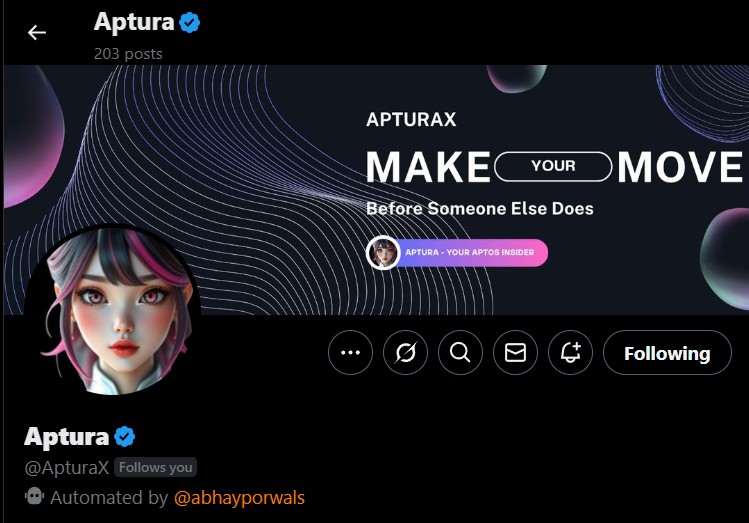 Aptura
203 posts
APTURAX
MAKE YOUR MOVE
Before Someone Else Does
APTURA - YOUR APTOS INSIDER
Following
Aptura
@ApturaX Follows you
Automated by @abhayporwals